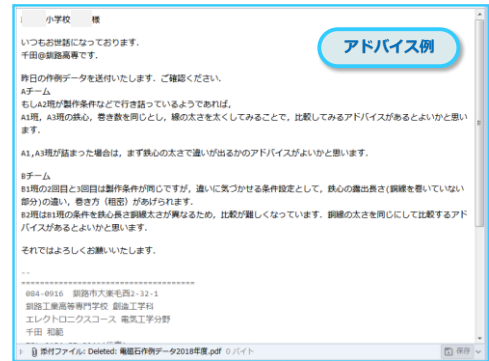 小学校　　様
アドバイス例
いつもお世話になっております.
千田@釧路高専です.
昨日の作例データを送付いたします. ご確認ください.
Aチーム
もしA2班が製作条件などで行き詰っているようであれば,
A1班, A3班の鉄心, 巻き数を同じとし, 線の太さを太くしてみることで, 比較してみるアドバイスがあるとよいかと思い
ます.
A1,A3班が詰まった場合は, まず鉄心の太さで違いが出るかのアドバイスがよいかと思います.
Bチーム
B1班の2回目と3回目は製作条件が同じですが, 違いに気づかせる条件設定として, 鉄心の露出長さ(銅線を巻いていない
部分)の違い, 巻き方（粗密）があげられます.
B2班はB1班の条件を鉄心長さ銅線太さが異なるため, 比較が難しくなっています. 銅線の太さを同じにして比較するアド
バイスがあるとよいかと思います.
それではよろしくお願いいたします.
--
=====================================
084-0916　釧路市大楽毛西2-32-1
釧路工業高等専門学校 創造工学科
エレクトロニクスコース 電気工学分野
千田 和範
添付ファイル: Deleted: 電磁石作例データ2018年度.pdf 0 バイト
保存